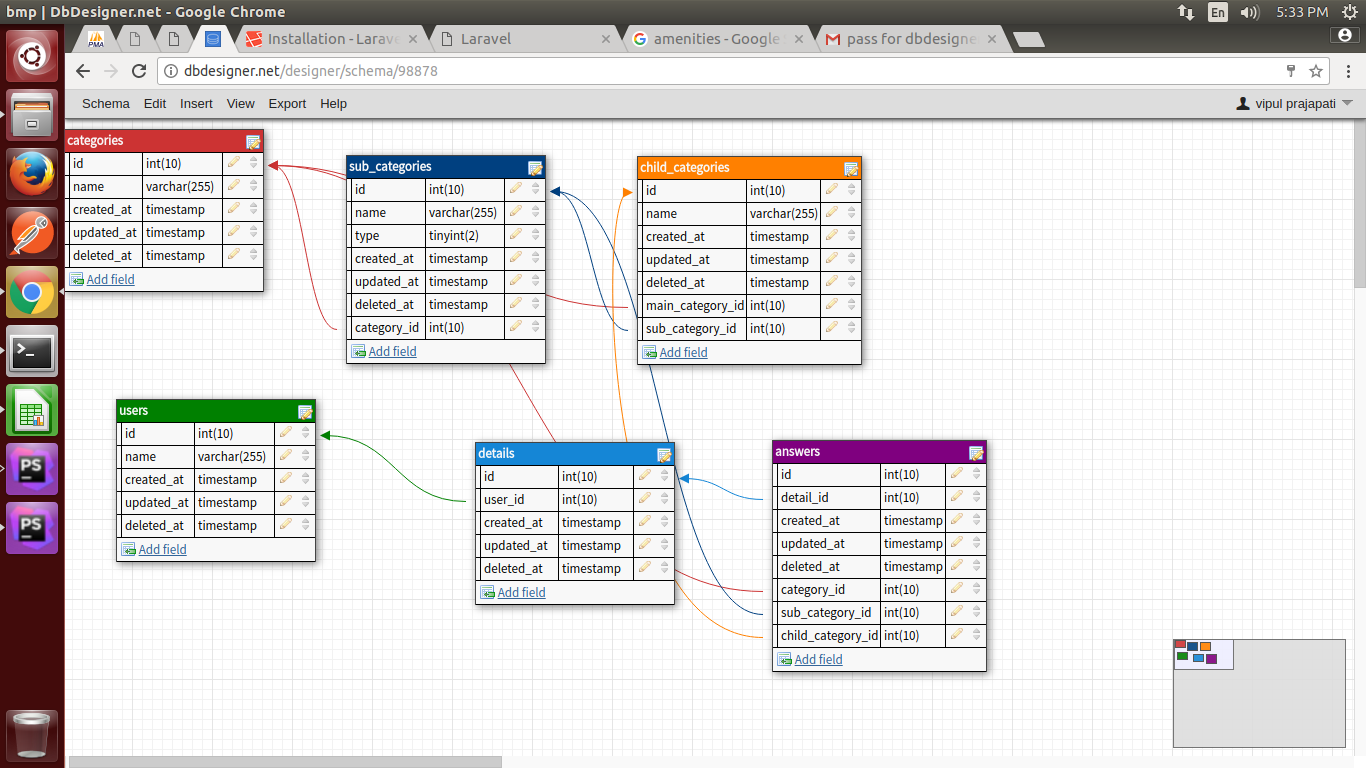 bmp | DbDesigner.net - Google Chrome
En
5:33 PM
PMA
Installation - Larave
Laravel
amenities - Google
pass for dbdesigne
dbdesigner.net/designer/schema/98878
Schema Edit Insert View Export Help
vipul prajapati
categories
id int(10)
name varchar(255)
created_at timestamp
updated_at timestamp
deleted_at timestamp
Add field
sub_categories
id int(10)
name varchar(255)
type tinyint(2)
created_at timestamp
updated_at timestamp
deleted_at timestamp
category_id int(10)
Add field
child_categories
id int(10)
name varchar(255)
created_at timestamp
updated_at timestamp
deleted_at timestamp
main_category_id int(10)
sub_category_id int(10)
Add field
users
id int(10)
name varchar(255)
created_at timestamp
updated_at timestamp
deleted_at timestamp
Add field
details
id int(10)
user_id int(10)
created_at timestamp
updated_at timestamp
deleted_at timestamp
Add field
answers
id int(10)
detail_id int(10)
created_at timestamp
updated_at timestamp
deleted_at timestamp
category_id int(10)
sub_category_id int(10)
child_category_id int(10)
Add field
PS
PS